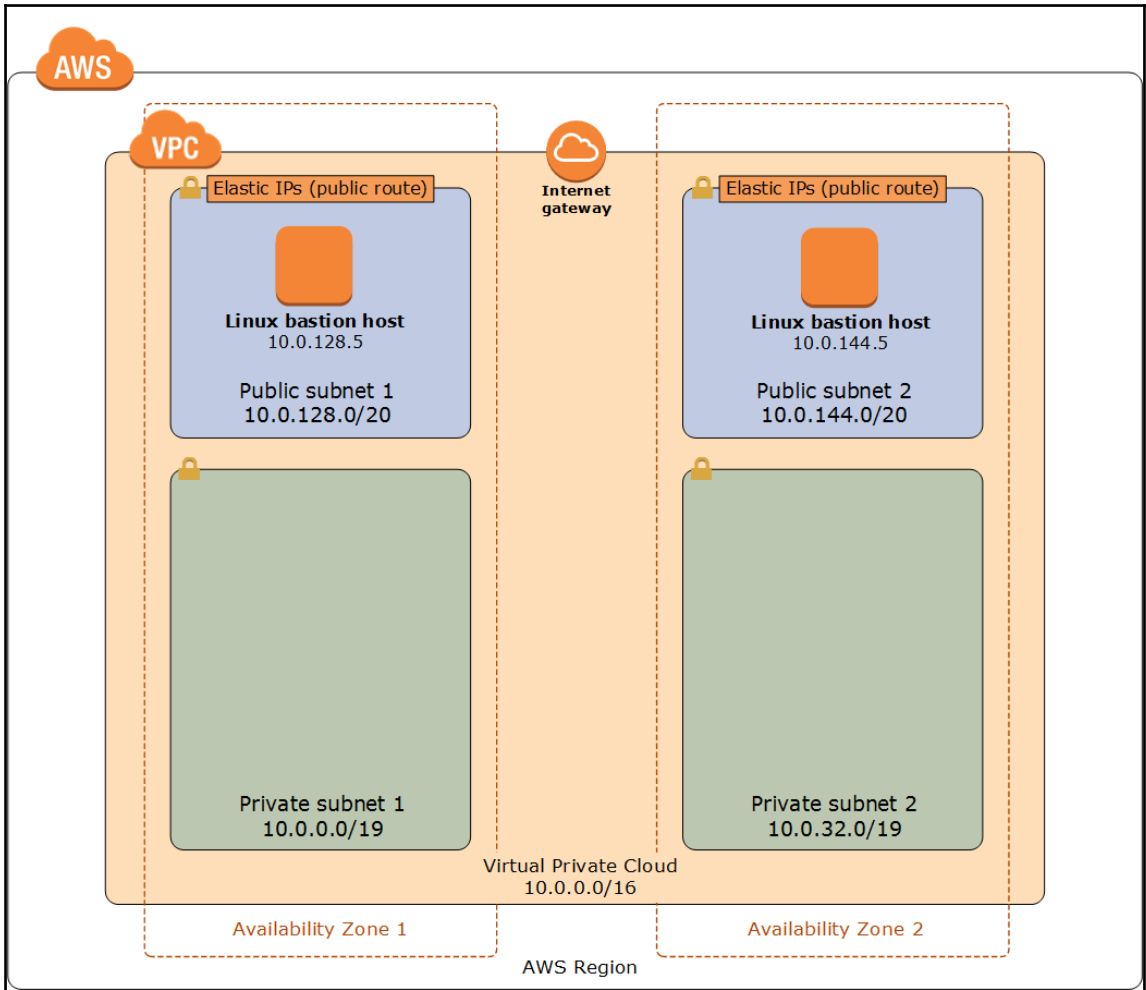 AWS
VPC
Internet
gateway
Elastic IPs (public route)
Linux bastion host
10.0.128.5
Public subnet 1
10.0.128.0/20
Elastic IPs (public route)
Linux bastion host
10.0.144.5
Public subnet 2
10.0.144.0/20
Private subnet 1
10.0.0.0/19
Private subnet 2
10.0.32.0/19
Virtual Private Cloud
10.0.0.0/16
Availability Zone 1
Availability Zone 2
AWS Region